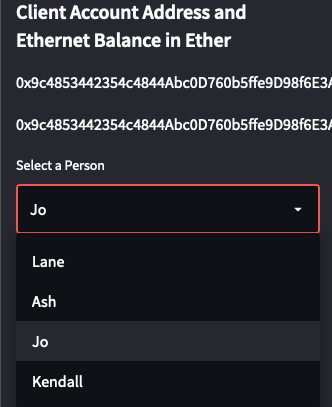 Client Account Address and
Ethernet Balance in Ether
0x9c4853442354c4844Abc0D760b5ffe9D98f6E3A
0x9c4853442354c4844Abc0D760b5ffe9D98f6E3A
Select a Person
Jo
Lane
Ash
Jo
Kendall